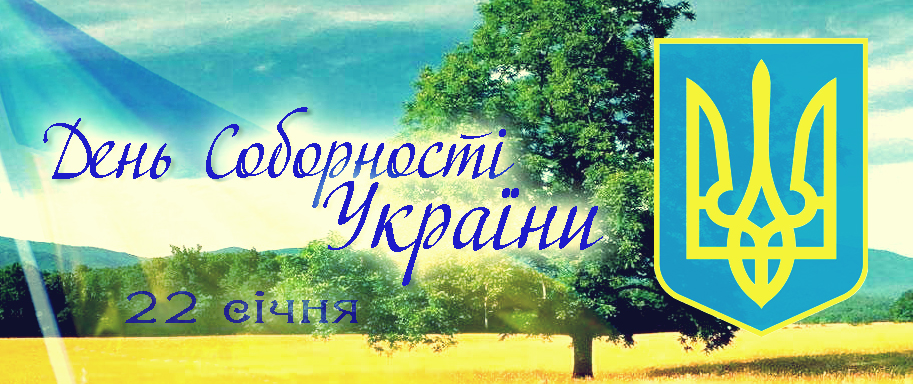 День Соборності
України
22 січня